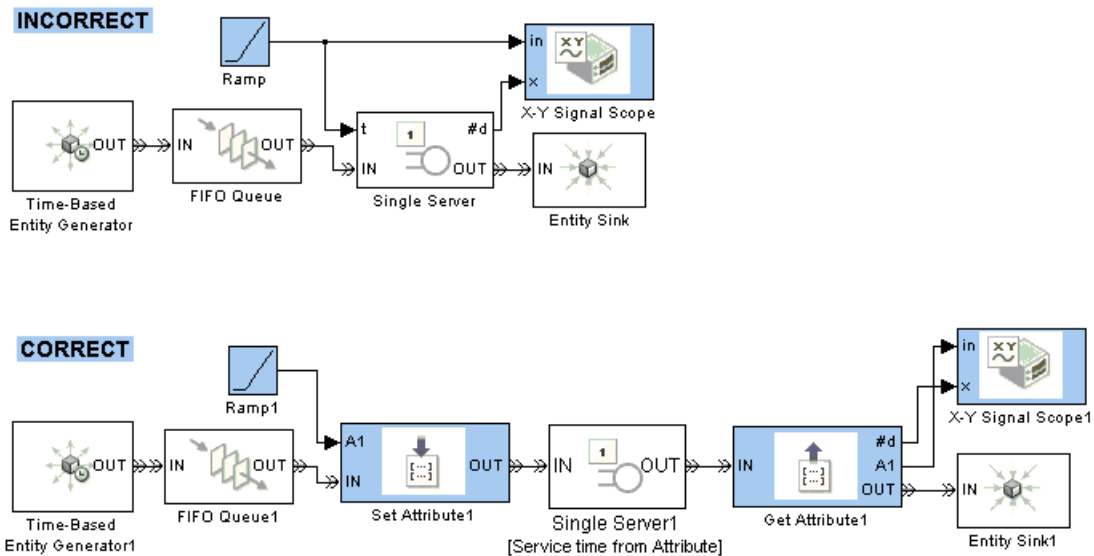 INCORRECT
Ramp
in
XY
x
X-Y Signal Scope
OUT
Time-Based
Entity Generator
IN
OUT
FIFO Queue
t
1
#d
IN
OUT
Single Server
IN
Entity Sink
CORRECT
Ramp1
in
XY
x
X-Y Signal Scope1
OUT
Time-Based
Entity Generator1
IN
OUT
FIFO Queue1
A1
IN
[...]
OUT
Set Attribute1
IN
1
OUT
Single Server1
[Service time from Attribute]
IN
[...]
#d
A1
OUT
Get Attribute1
IN
Entity Sink1